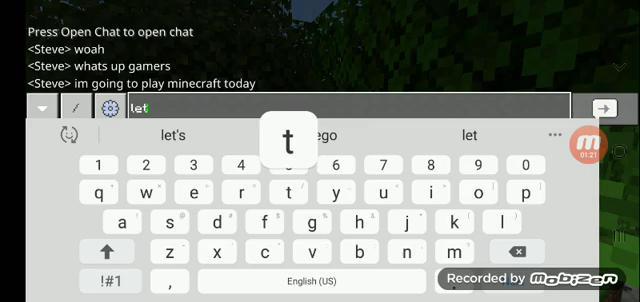 Press Open Chat to open chat
<Steve> woah
<Steve> whats up gamers
<Steve> im going to play minecraft today
/ let
let's ego let •••
t
M
01:21
1 2 3 4 6 7 8 9 0
q w e r t y u i o p
a s d f g h j k l
z x c v b n m
!#1 , English (US) .
Recorded by mobizen